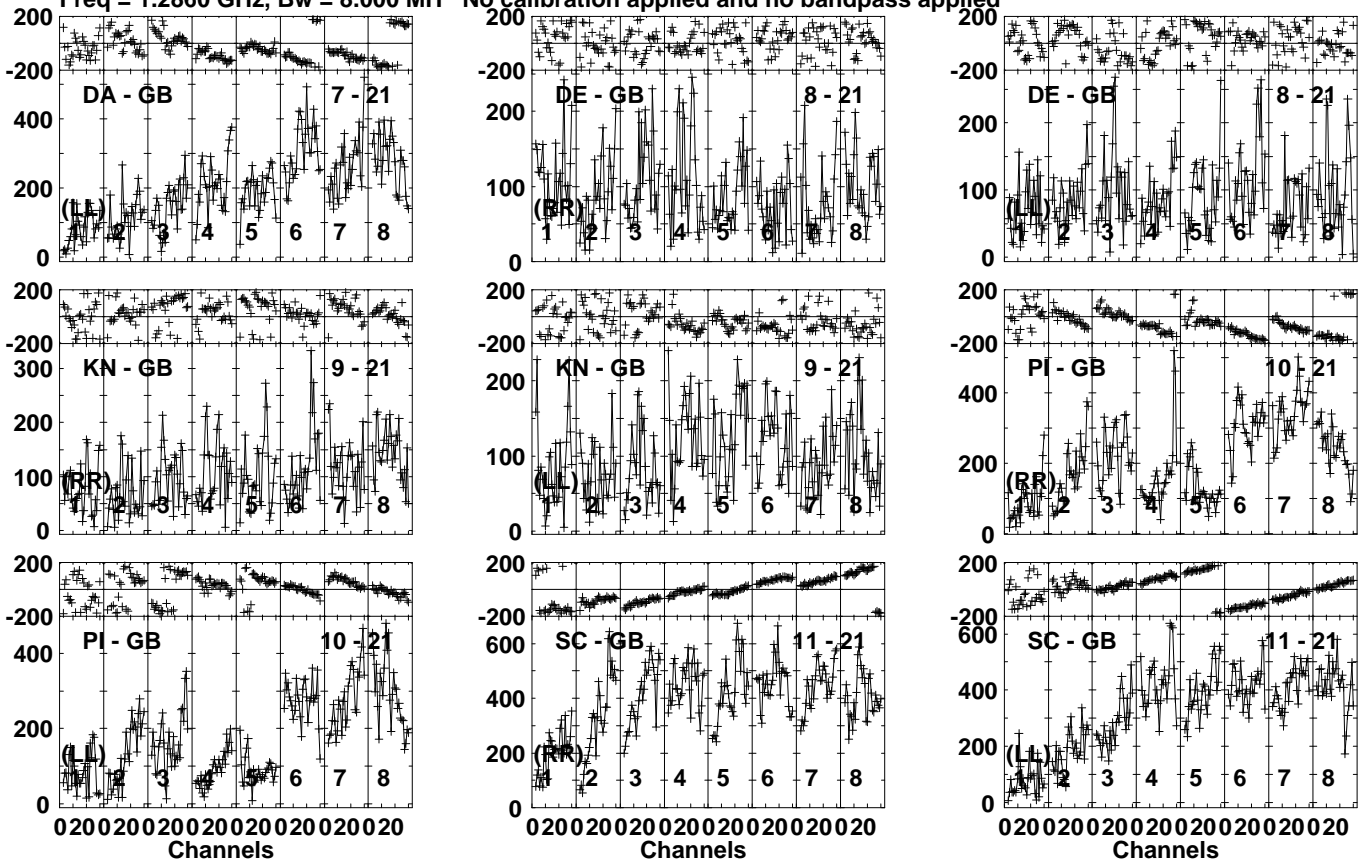 Freq = 1.2860 GHz, Bw = 8.000 MH No calibration applied and no bandpass applied
200 200 200
-200 -200 -200
DA - GB 7 - 21 DE - GB 8 - 21 DE - GB 8 - 21
400 200 200
200 100 100
(LL) (RR) (LL)
1 2 3 4 5 6 7 8 1 2 3 4 5 6 7 8 1 2 3 4 5 6 7 8
0 0 0
200 200 200
-200 -200 -200
KN - GB 9 - 21 KN - GB 9 - 21 PI - GB 10 - 21
300 200 400
200 100 200
100
(RR) (LL) (RR)
1 2 3 4 5 6 7 8 1 2 3 4 5 6 7 8 1 2 3 4 5 6 7 8
0 0 0
200 200 200
-200 -200 -200
PI - GB 10 - 21 SC - GB 11 - 21 SC - GB 11 - 21
400 600 600
200 400 400
200 200
(LL) (RR) (LL)
1 2 3 4 5 6 7 8 1 2 3 4 5 6 7 8 1 2 3 4 5 6 7 8
0 0 0
0 20 0 20 0 20 0 20 0 20 0 20 0 20 0 20 0 20 0 20 0 20 0 20 0 20 0 20 0 20 0 20 0 20 0 20 0 20 0 20 0 20 0 20 0 20 0 20
Channels Channels Channels